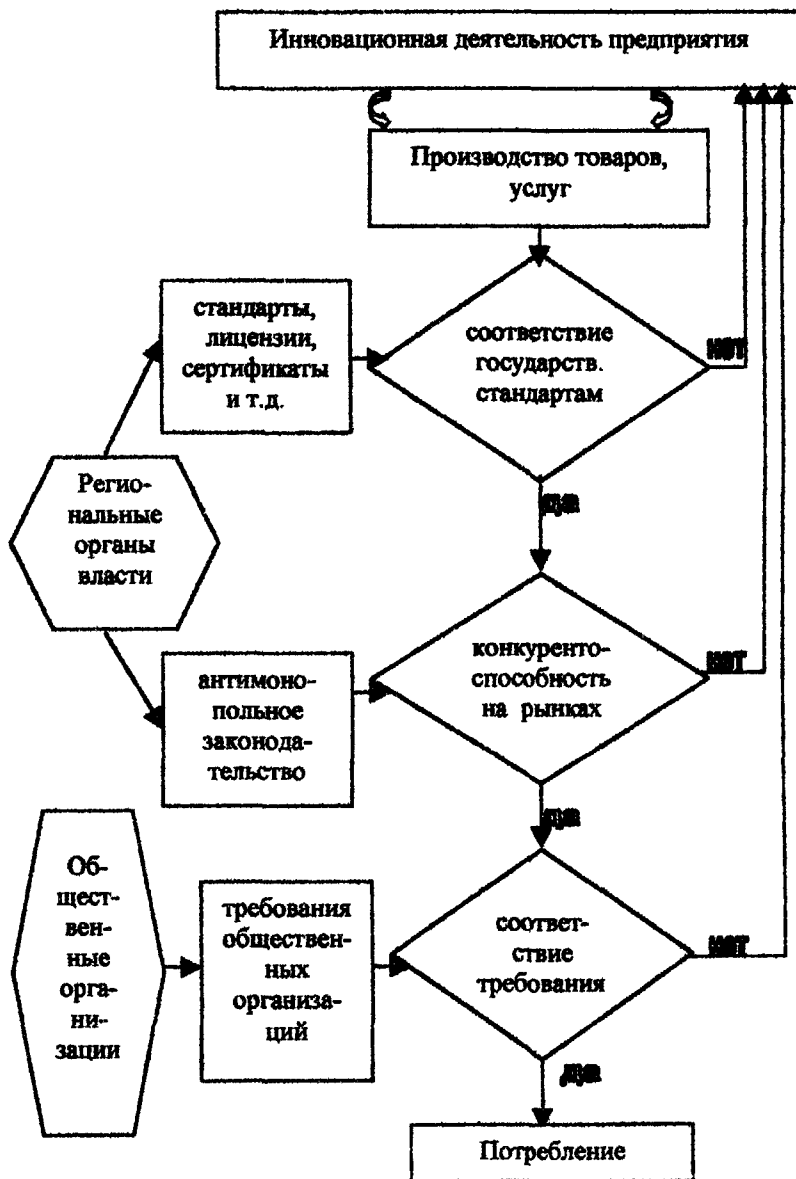 Инновационная деятельность предприятия
Производство товаров,
услуг
стандарты,
лицензии,
сертификаты
и т.д.
соответствие
государств.
стандартам
нет
Регио-
нальные
органы
власти
да
антимоно-
польное
законода-
тельство
конкуренто-
способность
на рынках
нет
да
Об-
щест-
вен-
ные
орга-
ни-
зации
требования
обществен-
ных
организа-
ций
соответ-
ствие
требования
нет
да
Потребление